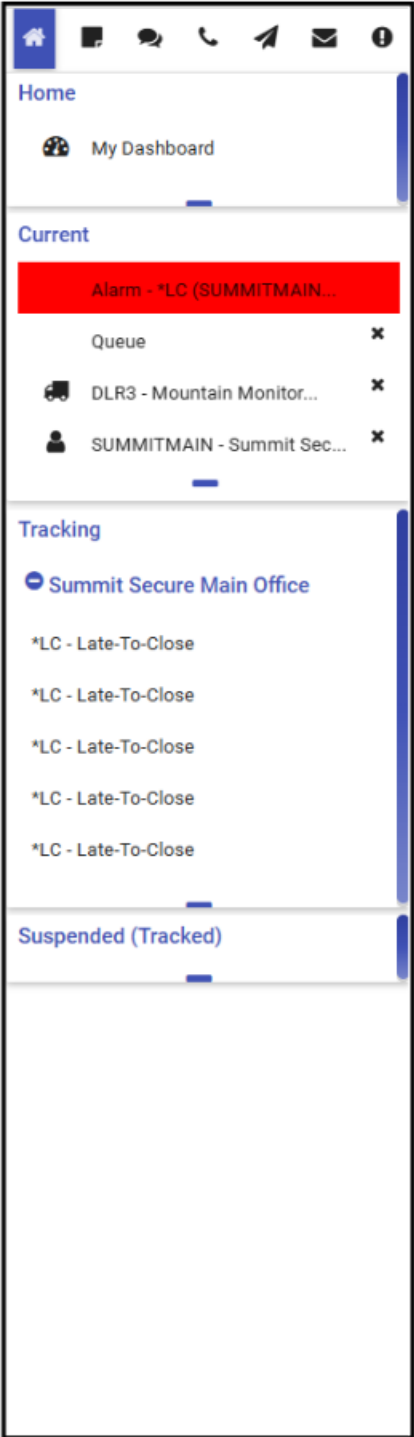 Home
My Dashboard
Current
Alarm - *LC (SUMMITMAIN...
Queue
DLR3 - Mountain Monitor...
SUMMITMAIN - Summit Sec...
Tracking
Summit Secure Main Office
*LC - Late-To-Close
*LC - Late-To-Close
*LC - Late-To-Close
*LC - Late-To-Close
*LC - Late-To-Close
Suspended (Tracked)